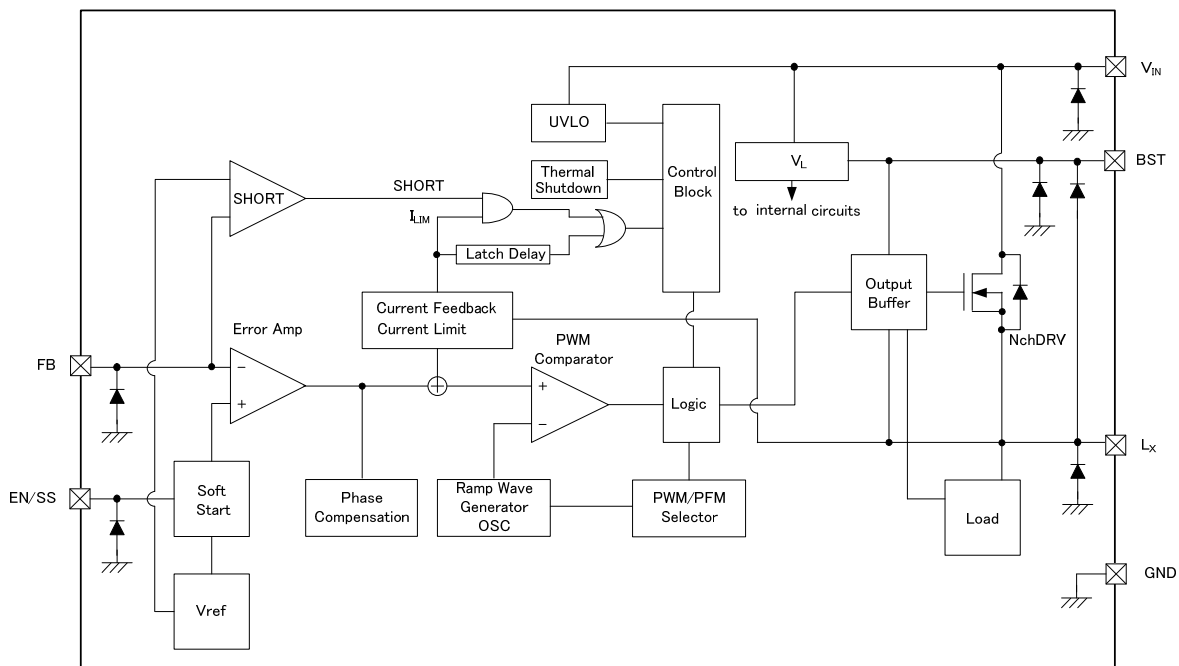 VIN
UVLO
BST
VL
Control
Block
Thermal
Shutdown
SHORT
SHORT
to internal circuits
ILIM
Latch Delay
Output
Buffer
Current Feedback
Current Limit
Error Amp
PWM
Comparator
NchDRV
FB
−
+
+
+
−
Logic
LX
EN/SS
Soft
Start
Phase
Compensation
Ramp Wave
Generator
OSC
PWM/PFM
Selector
Load
GND
Vref